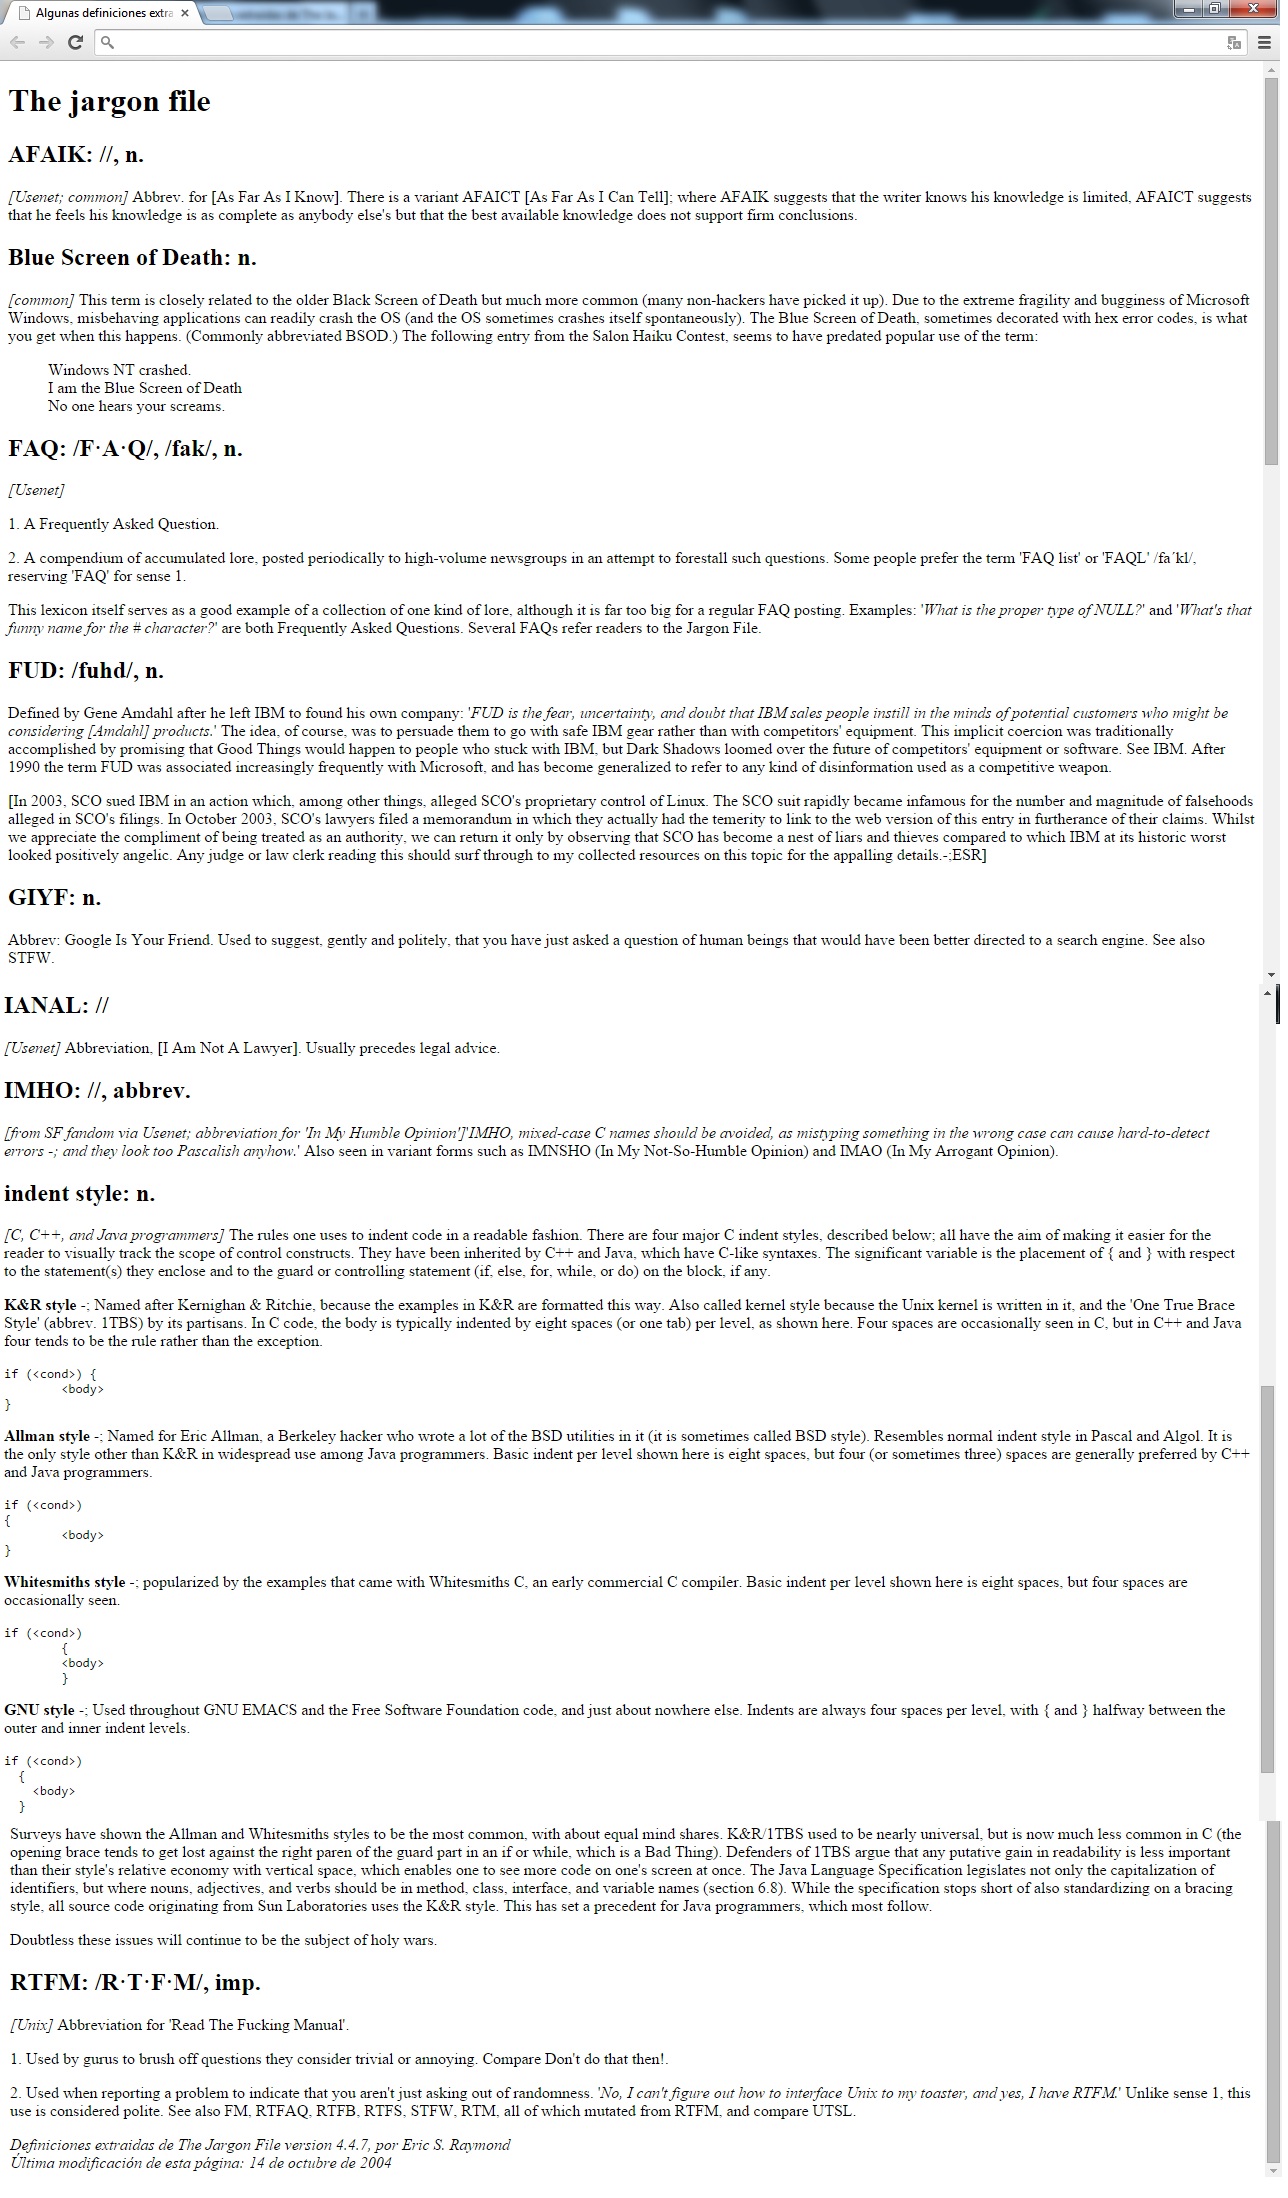 Algunas definiciones extra
The jargon file
AFAIK: //, n.
[Usenet; common] Abbrev. for [As Far As I Know]. There is a variant AFAICT [As Far As I Can Tell]; where AFAIK suggests that the writer knows his knowledge is limited, AFAICT suggests
that he feels his knowledge is as complete as anybody else's but that the best available knowledge does not support firm conclusions.
Blue Screen of Death: n.
[common] This term is closely related to the older Black Screen of Death but much more common (many non-hackers have picked it up). Due to the extreme fragility and bugginess of Microsoft
Windows, misbehaving applications can readily crash the OS (and the OS sometimes crashes itself spontaneously). The Blue Screen of Death, sometimes decorated with hex error codes, is what
you get when this happens. (Commonly abbreviated BSOD.) The following entry from the Salon Haiku Contest, seems to have predated popular use of the term:
Windows NT crashed.
I am the Blue Screen of Death
No one hears your screams.
FAQ: /F·A·Q/, /fak/, n.
[Usenet]
1. A Frequently Asked Question.
2. A compendium of accumulated lore, posted periodically to high-volume newsgroups in an attempt to forestall such questions. Some people prefer the term 'FAQ list' or 'FAQL' /fa´kl/,
reserving 'FAQ' for sense 1.
This lexicon itself serves as a good example of a collection of one kind of lore, although it is far too big for a regular FAQ posting. Examples: 'What is the proper type of NULL?' and 'What's that
funny name for the # character?' are both Frequently Asked Questions. Several FAQs refer readers to the Jargon File.
FUD: /fuhd/, n.
Defined by Gene Amdahl after he left IBM to found his own company: 'FUD is the fear, uncertainty, and doubt that IBM sales people instill in the minds of potential customers who might be
considering [Amdahl] products.' The idea, of course, was to persuade them to go with safe IBM gear rather than with competitors' equipment. This implicit coercion was traditionally
accomplished by promising that Good Things would happen to people who stuck with IBM, but Dark Shadows loomed over the future of competitors' equipment or software. See IBM. After
1990 the term FUD was associated increasingly frequently with Microsoft, and has become generalized to refer to any kind of disinformation used as a competitive weapon.
[In 2003, SCO sued IBM in an action which, among other things, alleged SCO's proprietary control of Linux. The SCO suit rapidly became infamous for the number and magnitude of falsehoods
alleged in SCO's filings. In October 2003, SCO's lawyers filed a memorandum in which they actually had the temerity to link to the web version of this entry in furtherance of their claims. Whilst
we appreciate the compliment of being treated as an authority, we can return it only by observing that SCO has become a nest of liars and thieves compared to which IBM at its historic worst
looked positively angelic. Any judge or law clerk reading this should surf through to my collected resources on this topic for the appalling details.-;ESR]
GIYF: n.
Abbrev: Google Is Your Friend. Used to suggest, gently and politely, that you have just asked a question of human beings that would have been better directed to a search engine. See also
STFW.
IANAL: //
[Usenet] Abbreviation, [I Am Not A Lawyer]. Usually precedes legal advice.
IMHO: //, abbrev.
[from SF fandom via Usenet; abbreviation for 'In My Humble Opinion']'IMHO, mixed-case C names should be avoided, as mistyping something in the wrong case can cause hard-to-detect
errors -; and they look too Pascalish anyhow.' Also seen in variant forms such as IMNSHO (In My Not-So-Humble Opinion) and IMAO (In My Arrogant Opinion).
indent style: n.
[C, C++, and Java programmers] The rules one uses to indent code in a readable fashion. There are four major C indent styles, described below; all have the aim of making it easier for the
reader to visually track the scope of control constructs. They have been inherited by C++ and Java, which have C-like syntaxes. The significant variable is the placement of { and } with respect
to the statement(s) they enclose and to the guard or controlling statement (if, else, for, while, or do) on the block, if any.
K&R style -; Named after Kernighan & Ritchie, because the examples in K&R are formatted this way. Also called kernel style because the Unix kernel is written in it, and the 'One True Brace
Style' (abbrev. 1TBS) by its partisans. In C code, the body is typically indented by eight spaces (or one tab) per level, as shown here. Four spaces are occasionally seen in C, but in C++ and Java
four tends to be the rule rather than the exception.
if (<cond>) {
<body>
}
Allman style -; Named for Eric Allman, a Berkeley hacker who wrote a lot of the BSD utilities in it (it is sometimes called BSD style). Resembles normal indent style in Pascal and Algol. It is
the only style other than K&R in widespread use among Java programmers. Basic indent per level shown here is eight spaces, but four (or sometimes three) spaces are generally preferred by C++
and Java programmers.
if (<cond>)
{
<body>
}
Whitesmiths style -; popularized by the examples that came with Whitesmiths C, an early commercial C compiler. Basic indent per level shown here is eight spaces, but four spaces are
occasionally seen.
if (<cond>)
{
<body>
}
GNU style -; Used throughout GNU EMACS and the Free Software Foundation code, and just about nowhere else. Indents are always four spaces per level, with { and } halfway between the
outer and inner indent levels.
if (<cond>)
{
<body>
}
Surveys have shown the Allman and Whitesmiths styles to be the most common, with about equal mind shares. K&R/1TBS used to be nearly universal, but is now much less common in C (the
opening brace tends to get lost against the right paren of the guard part in an if or while, which is a Bad Thing). Defenders of 1TBS argue that any putative gain in readability is less important
than their style's relative economy with vertical space, which enables one to see more code on one's screen at once. The Java Language Specification legislates not only the capitalization of
identifiers, but where nouns, adjectives, and verbs should be in method, class, interface, and variable names (section 6.8). While the specification stops short of also standardizing on a bracing
style, all source code originating from Sun Laboratories uses the K&R style. This has set a precedent for Java programmers, which most follow.
Doubtless these issues will continue to be the subject of holy wars.
RTFM: /R·T·F·M/, imp.
[Unix] Abbreviation for 'Read The Fucking Manual'.
1. Used by gurus to brush off questions they consider trivial or annoying. Compare Don't do that then!.
2. Used when reporting a problem to indicate that you aren't just asking out of randomness. 'No, I can't figure out how to interface Unix to my toaster, and yes, I have RTFM.' Unlike sense 1, this
use is considered polite. See also FM, RTFAQ, RTFB, RTFS, STFW, RTM, all of which mutated from RTFM, and compare UTSL.
Definiciones extraidas de The Jargon File version 4.4.7, por Eric S. Raymond
Última modificación de esta página: 14 de octubre de 2004